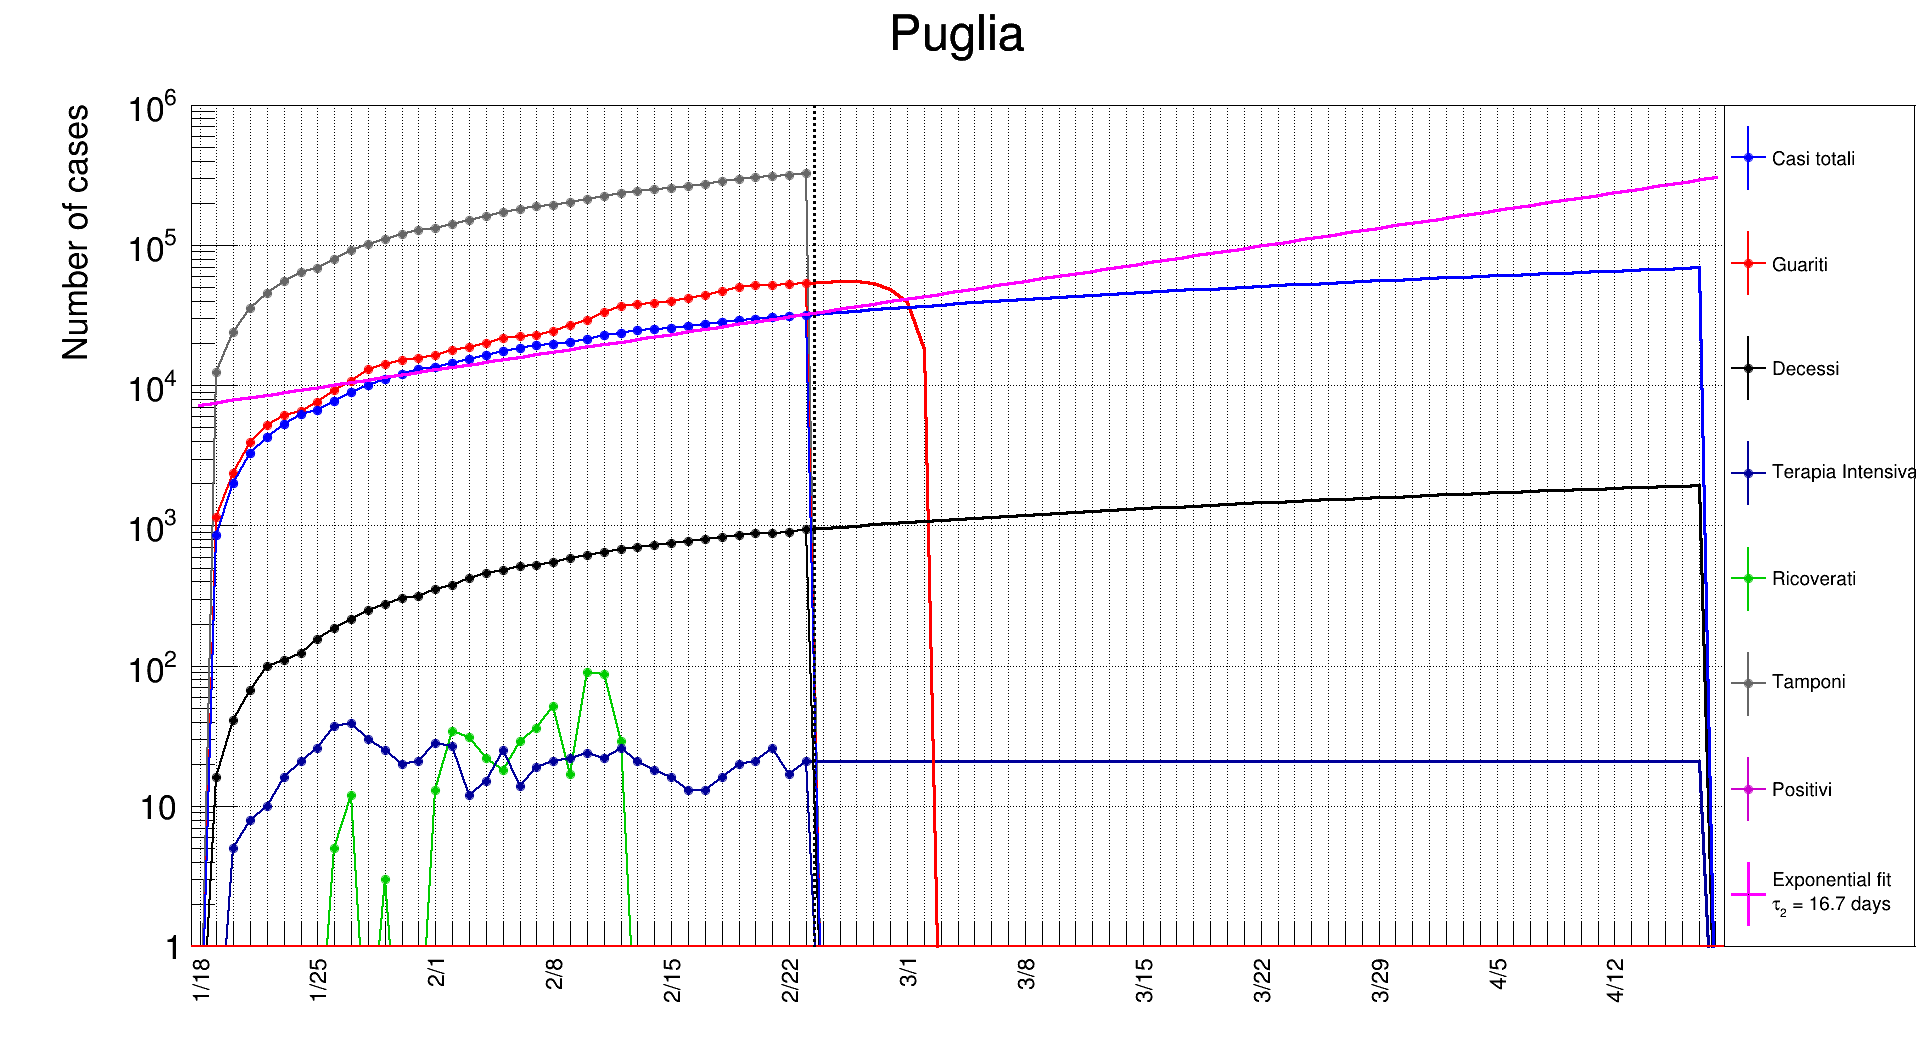 Puglia
Number of cases
10^6
10^5
10^4
10^3
10^2
10
1
1/18
1/25
2/1
2/8
2/15
2/22
3/1
3/8
3/15
3/22
3/29
4/5
4/12
Casi totali
Guariti
Decessi
Terapia Intensiva
Ricoverati
Tamponi
Positivi
Exponential fit
τ₂ = 16.7 days